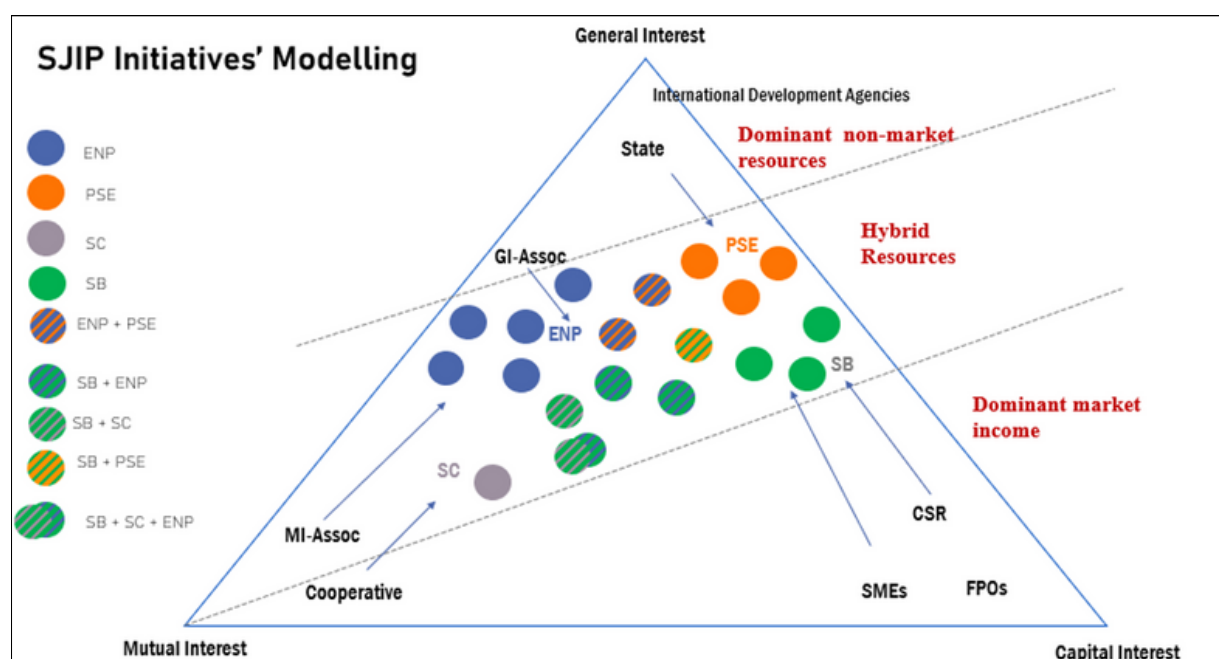 SJIP Initiatives' Modelling
General Interest
International Development Agencies
Dominant non-market
resources
State
ENP
PSE
SC
SB
ENP + PSE
SB + ENP
SB + SC
SB + PSE
SB + SC + ENP
GI-Assoc
PSE
Hybrid
Resources
ENP
SB
Dominant market
income
SC
MI-Assoc
CSR
Cooperative
SMEs
FPOs
Mutual Interest
Capital Interest